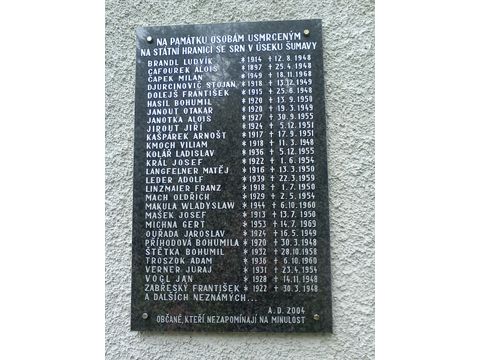 NA PAMÁTKU OSOBÁM USMRCENÝM
NA STÁTNÍ HRANICI SE SRN V ÚSEKU ŠUMAVY
BRANDL LUDVÍK *1914 †12.8.1948
CAFOUREK ALOIS *1897 †25.4.1948
ČAPEK MILAN *1949 †18.11.1968
DJURCINOVIČ STOJAN *1918 †13.12.1949
DOLEJŠ FRANTIŠEK *1915 †25.6.1948
HASIL BOHUMIL *1920 †13.9.1950
JANOUT OTAKAR *1920 †19.3.1949
JANOTKA ALOIS *1927 †30.9.1955
JIROUT JIŘÍ *1924 †5.12.1951
KAŠPÁREK ARNOŠT *1917 †17.9.1951
KMOCH VILIAM *1918 †11.3.1948
KOLÁŘ LADISLAV *1936 †5.12.1955
KRÁL JOSEF *1922 †1.6.1954
LANGFELNER MATĚJ *1916 †13.3.1950
LEDER ADOLF *1939 †22.3.1959
LINZMAIER FRANZ *1918 †1.7.1950
MACH OLDŘICH *1929 †2.5.1954
MAKULA WLADYSLAW *1944 †6.10.1960
MAŠEK JOSEF *1913 †13.7.1950
MICHNA GERT *1953 †14.7.1969
OUŘADA JAROSLAV *1924 †16.5.1949
PŘÍHODOVÁ BOHUMILA *1920 †30.3.1948
ŠTĚTKA BOHUMIL *1932 †28.10.1958
TROSZOK ADAM *1936 †6.10.1960
VERNER JURAJ *1931 †23.4.1954
VOGL JAN *1928 †14.11.1948
ZÁBRESKÝ FRANTIŠEK *1922 †30.3.1948
A DALŠÍCH NEZNÁMÝCH...
A.D. 2004
OBČANÉ, KTEŘÍ NEZAPOMÍNAJÍ NA MINULOST